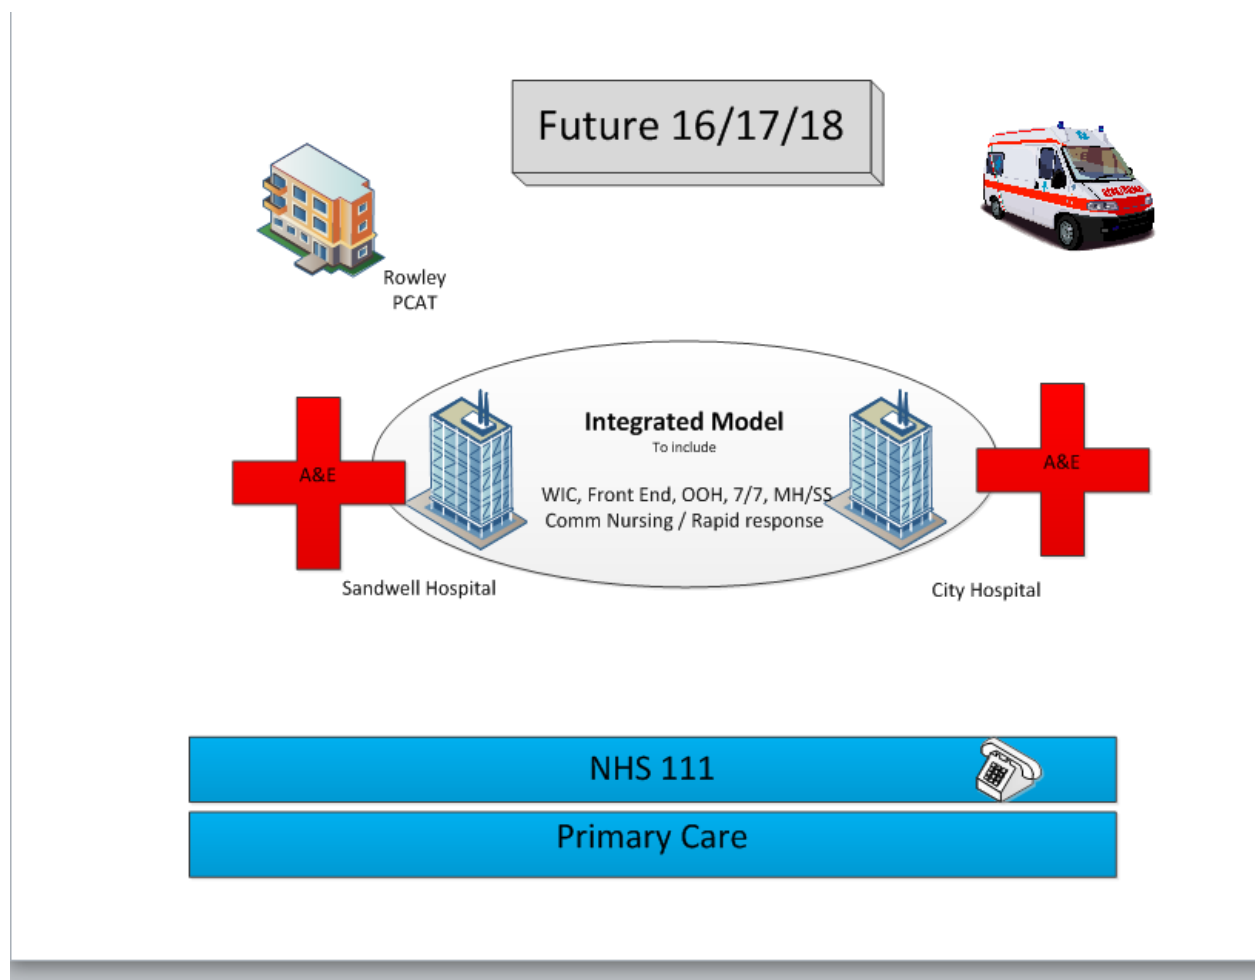 Future 16/17/18
Rowley
PCAT
Integrated Model
To include
A&E
A&E
WIC, Front End, OOH, 7/7, MH/SS
Comm Nursing / Rapid response
Sandwell Hospital
City Hospital
NHS 111
Primary Care